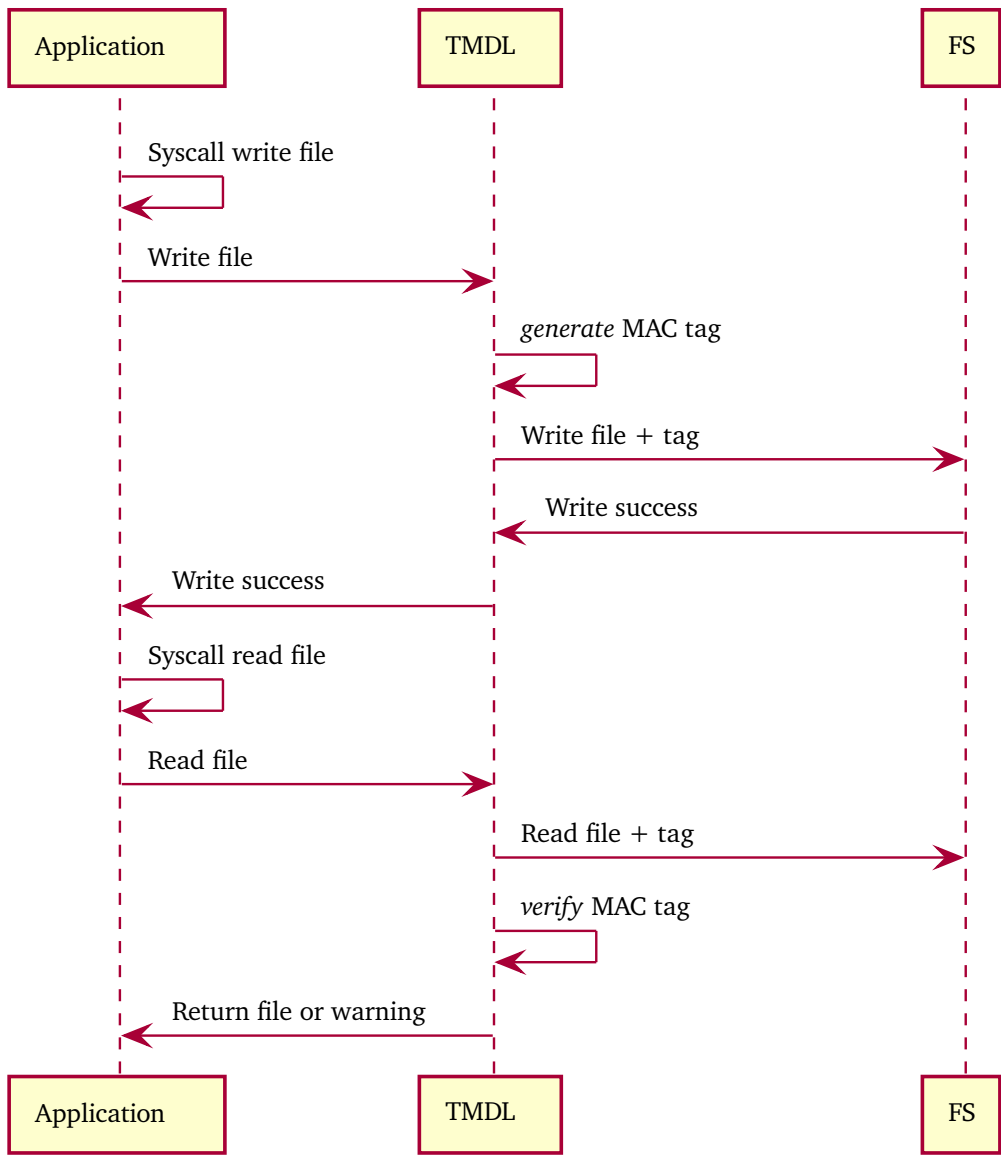 Application
TMDL
FS
Syscall write file
Write file
generate MAC tag
Write file + tag
Write success
Write success
Syscall read file
Read file
Read file + tag
verify MAC tag
Return file or warning
Application
TMDL
FS